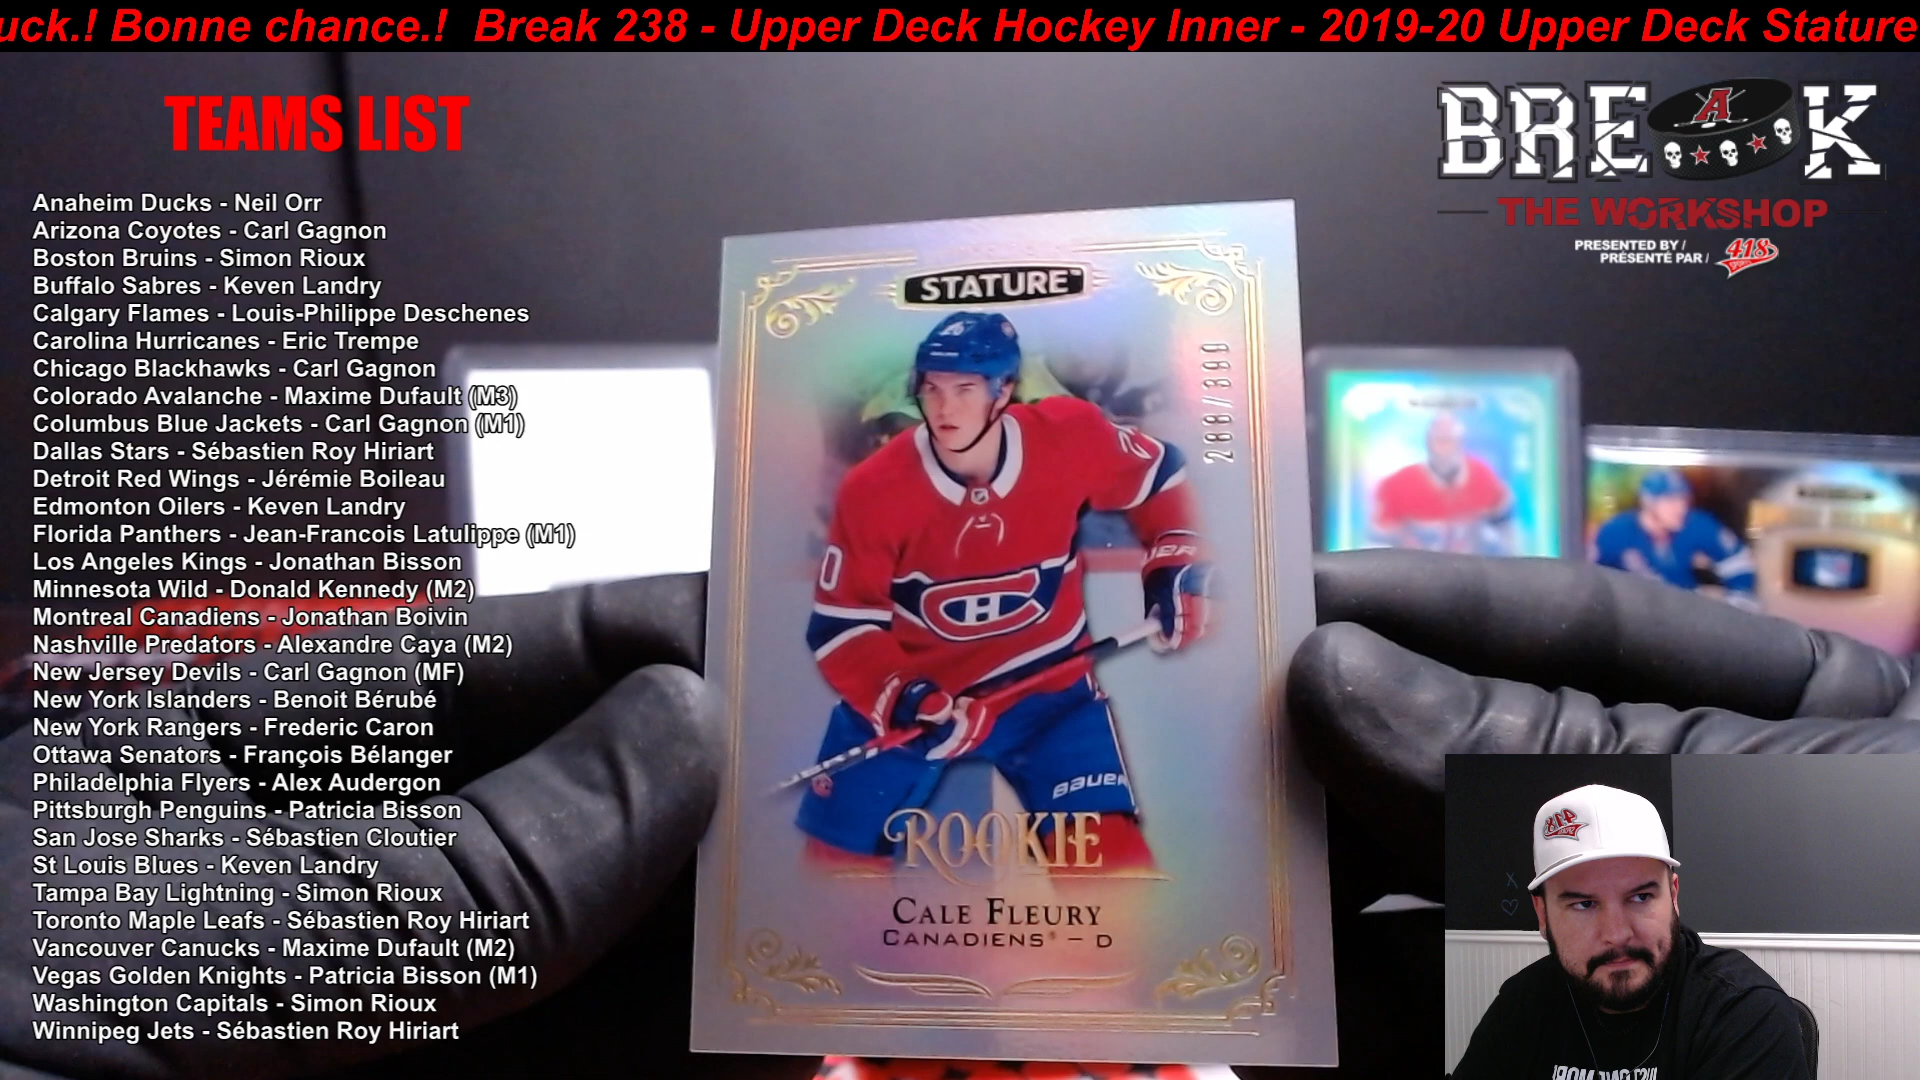 uck.! Bonne chance.! Break 238 - Upper Deck Hockey Inner - 2019-20 Upper Deck Stature
TEAMS LIST
Anaheim Ducks - Neil Orr
Arizona Coyotes - Carl Gagnon
Boston Bruins - Simon Rioux
Buffalo Sabres - Keven Landry
Calgary Flames - Louis-Philippe Deschenes
Carolina Hurricanes - Eric Trempe
Chicago Blackhawks - Carl Gagnon
Colorado Avalanche - Maxime Dufault (M3)
Columbus Blue Jackets - Carl Gagnon (M1)
Dallas Stars - Sébastien Roy Hiriart
Detroit Red Wings - Jérémie Boileau
Edmonton Oilers - Keven Landry
Florida Panthers - Jean-Francois Latulippe (M1)
Los Angeles Kings - Jonathan Bisson
Minnesota Wild - Donald Kennedy (M2)
Montreal Canadiens - Jonathan Boivin
Nashville Predators - Alexandre Caya (M2)
New Jersey Devils - Carl Gagnon (MF)
New York Islanders - Benoit Bérubé
New York Rangers - Frederic Caron
Ottawa Senators - François Bélanger
Philadelphia Flyers - Alex Audergon
Pittsburgh Penguins - Patricia Bisson
San Jose Sharks - Sébastien Cloutier
St Louis Blues - Keven Landry
Tampa Bay Lightning - Simon Rioux
Toronto Maple Leafs - Sébastien Roy Hiriart
Vancouver Canucks - Maxime Dufault (M2)
Vegas Golden Knights - Patricia Bisson (M1)
Washington Capitals - Simon Rioux
Winnipeg Jets - Sébastien Roy Hiriart
STATURE
288/399
20
BAUER
ROOKIE
CALE FLEURY
CANADIENS - D
BREAK
THE WORKSHOP
PRESENTED BY /
PRÉSENTÉ PAR /
418